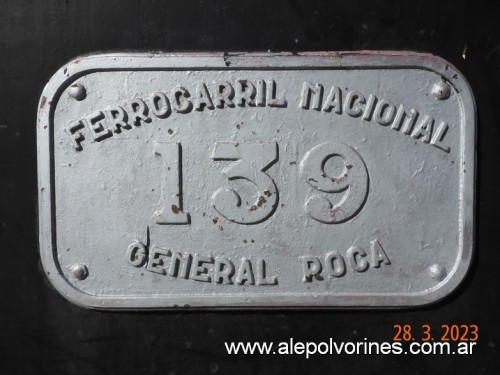 FERROCARRIL NACIONAL
139
GENERAL ROCA
28. 3. 2023
www.alepolvorines.com.ar